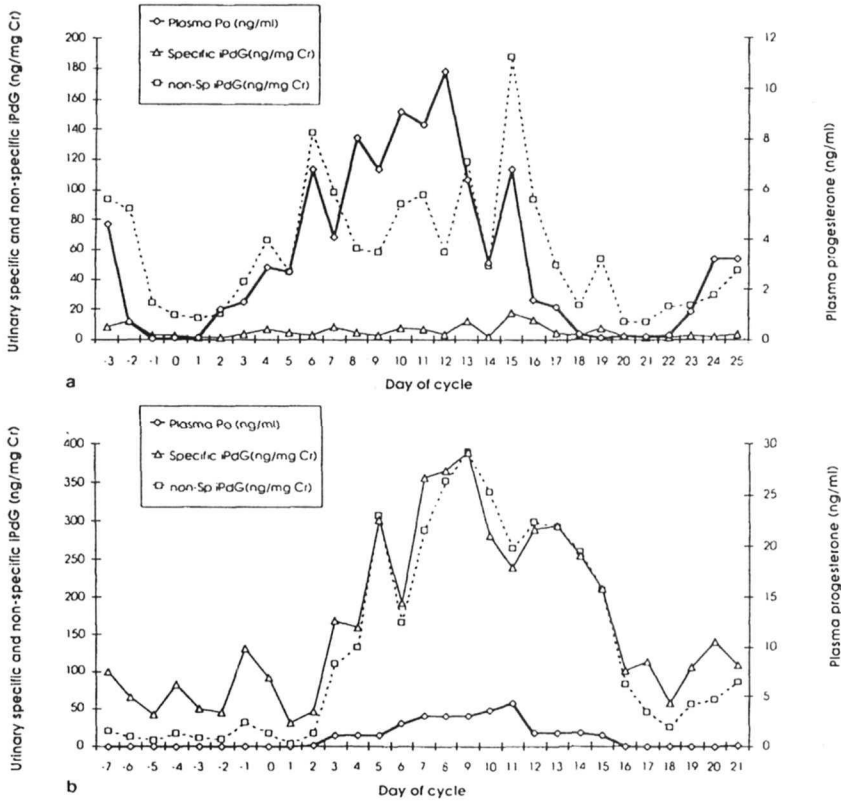 Plasma Po (ng/ml)
Specific iPdG(ng/mg Cr)
non-Sp iPdG(ng/mg Cr)
Urinary specific and non-specific iPdG (ng/mg Cr)
200
180
160
140
120
100
80
60
40
20
0
12
10
8
6
4
2
0
Plasma progesterone (ng/ml)
-3 -2 -1 0 1 2 3 4 5 6 7 8 9 10 11 12 13 14 15 16 17 18 19 20 21 22 23 24 25
a
Day of cycle
Plasma Po (ng/ml)
Specific iPdG(ng/mg Cr)
non-Sp iPdG(ng/mg Cr)
Urinary specific and non-specific iPdG (ng/mg Cr)
400
350
300
250
200
150
100
50
0
30
25
20
15
10
5
0
Plasma progesterone (ng/ml)
-7 -6 -5 -4 -3 -2 -1 0 1 2 3 4 5 6 7 8 9 10 11 12 13 14 15 16 17 18 19 20 21
b
Day of cycle